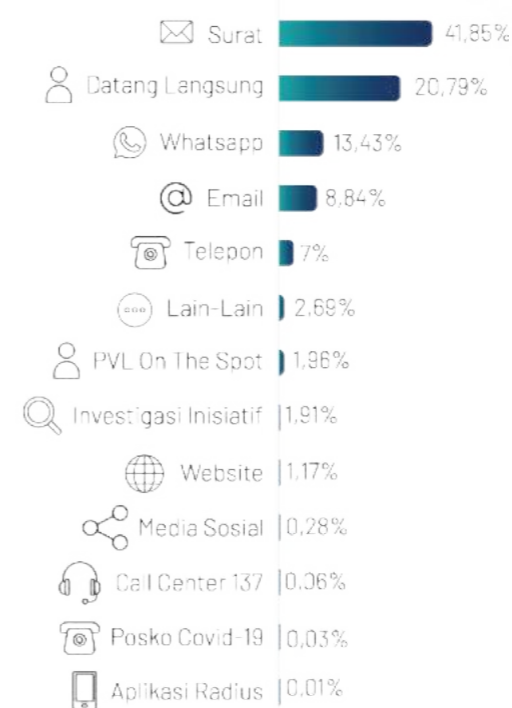 Surat 41,85%
Datang Langsung 20,79%
Whatsapp 13,43%
Email 8,84%
Telepon 7%
Lain-Lain 2,69%
PVL On The Spot 1,96%
Investigasi Inisiatif 1,91%
Website 1,17%
Media Sosial 0,28%
Call Center 137 0,06%
Posko Covid-19 0,03%
Aplikasi Radius 0,01%